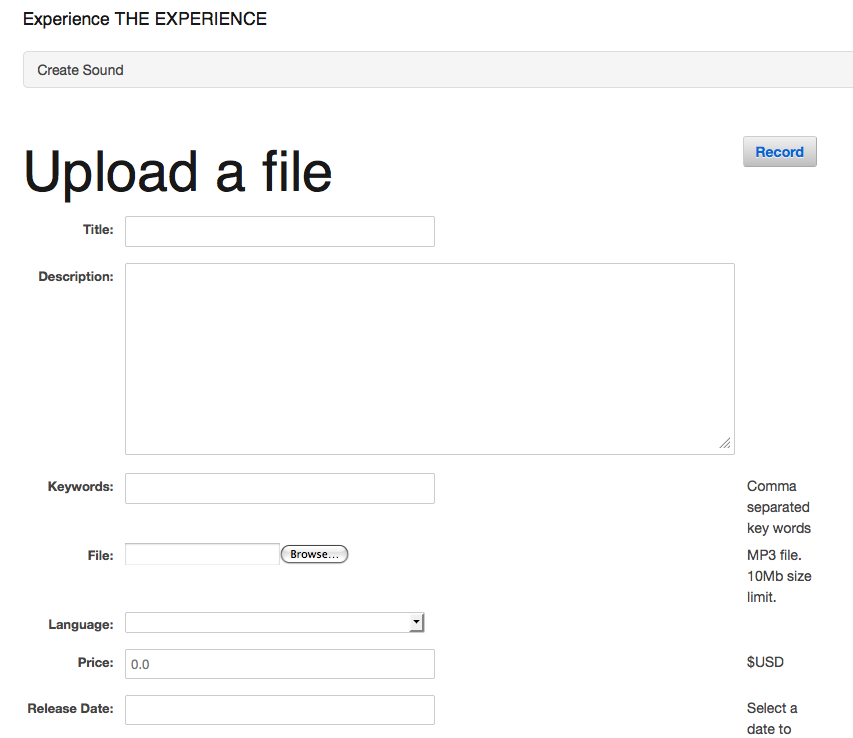 Experience THE EXPERIENCE
Create Sound
Upload a file
Record
Title:
Description:
Keywords:
Comma
separated
key words
File:
Browse...
MP3 file.
10Mb size
limit.
Language:
Price:
0.0
$USD
Release Date:
Select a
date to